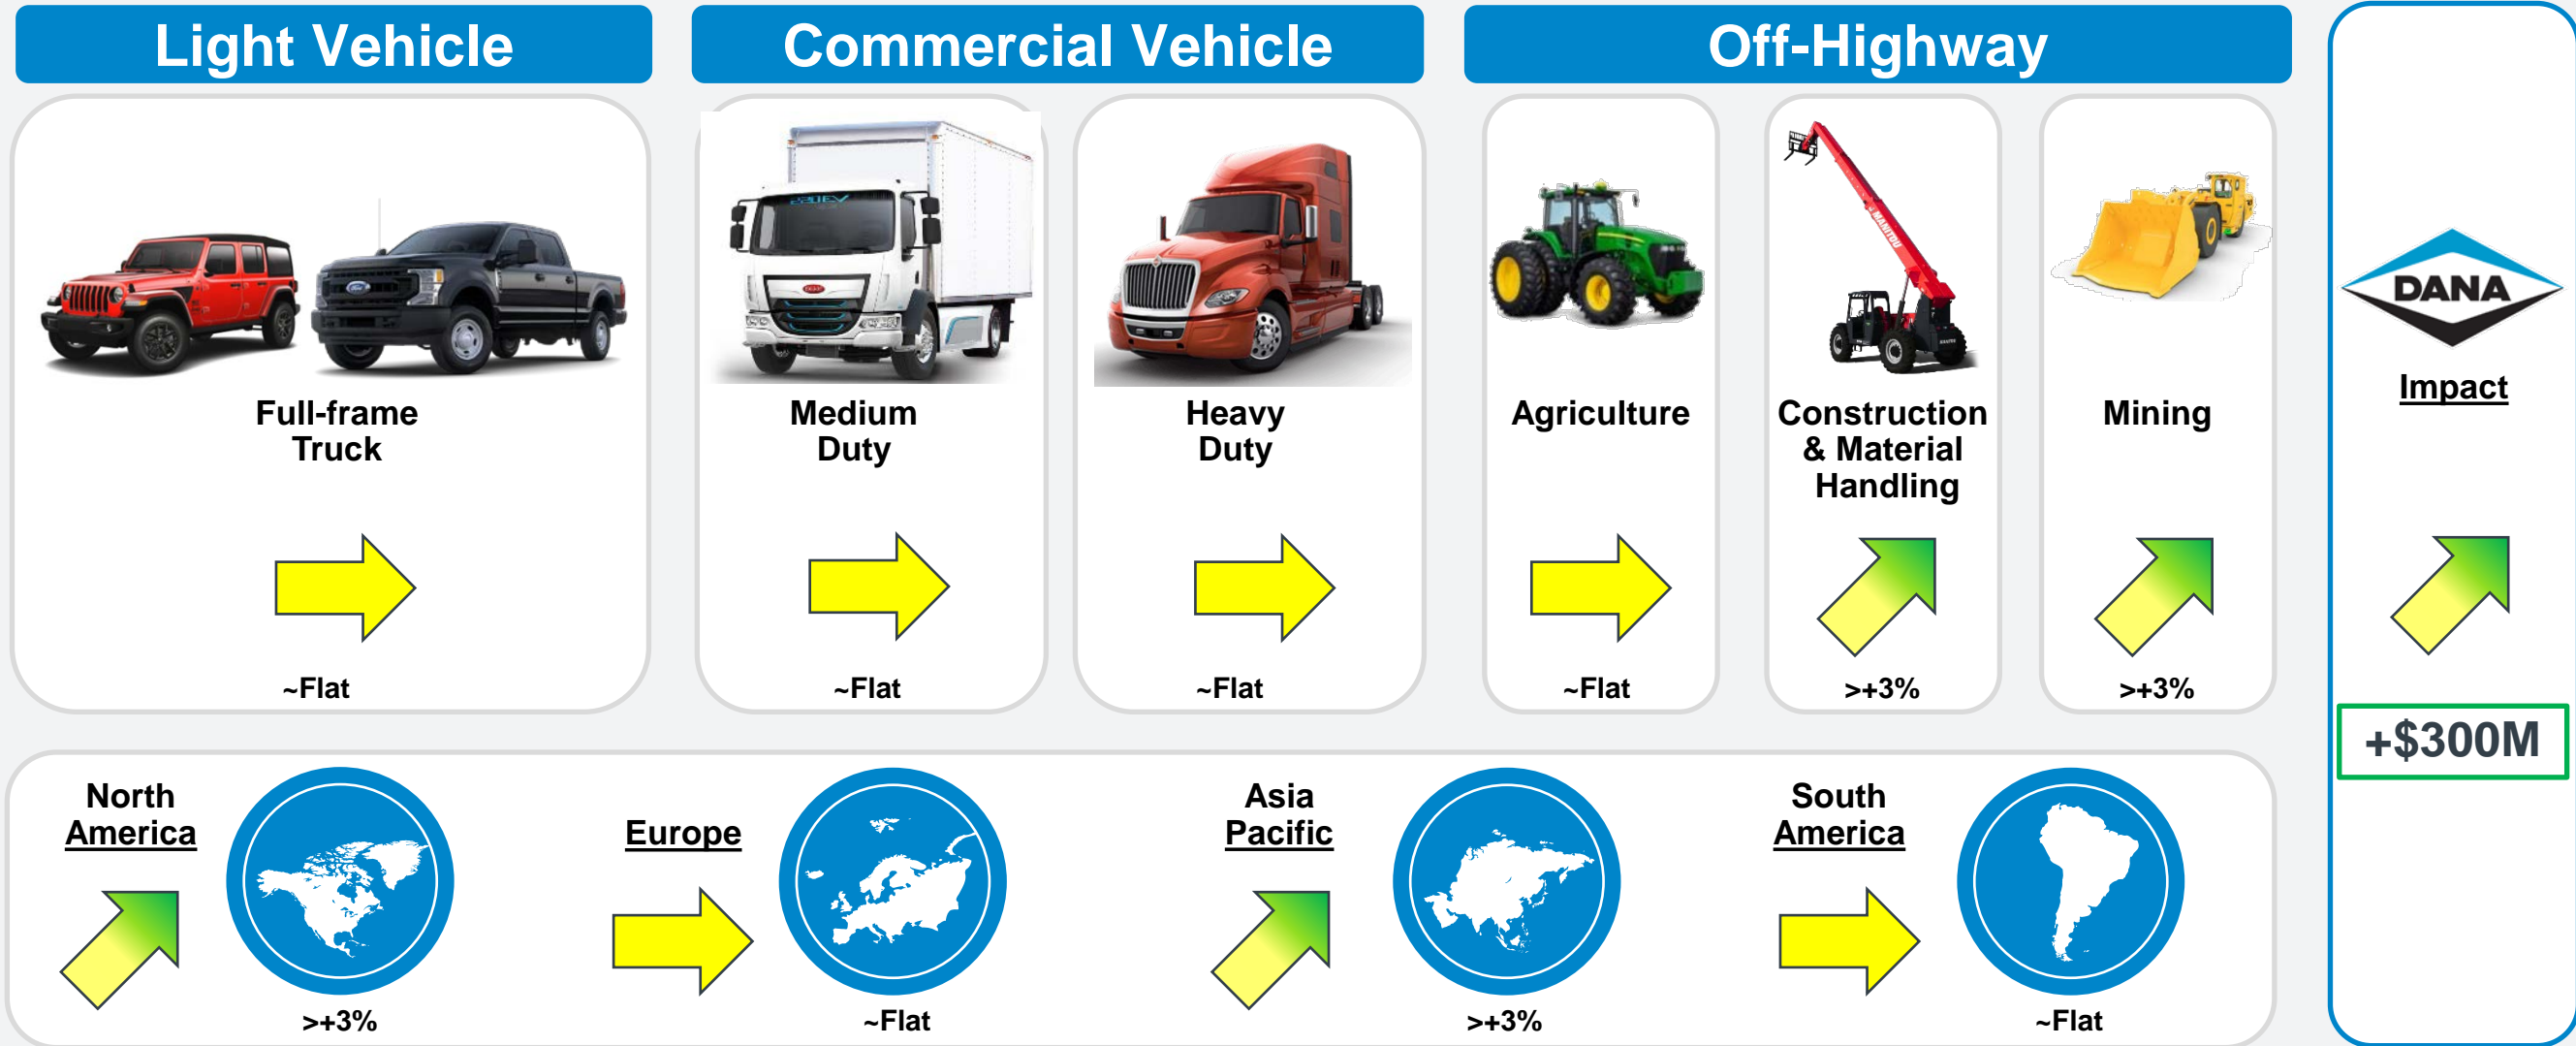 Light Vehicle
Commercial Vehicle
Off-Highway
Full-frame
Truck
~Flat
Medium
Duty
~Flat
Heavy
Duty
~Flat
Agriculture
~Flat
MANITOU
Construction
& Material
Handling
>+3%
Mining
>+3%
DANA
Impact
+$300M
North
America
>+3%
Europe
~Flat
Asia
Pacific
>+3%
South
America
~Flat